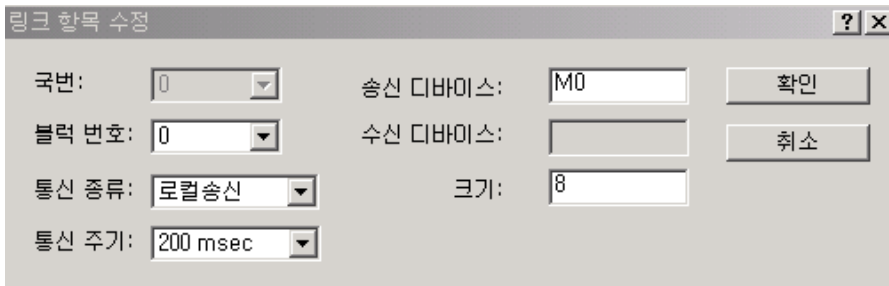 링크 항목 수정
국번: 0
송신 디바이스: M0
확인
블럭 번호: 0
수신 디바이스:
취소
통신 종류: 로컬송신
크기: 8
통신 주기: 200 msec